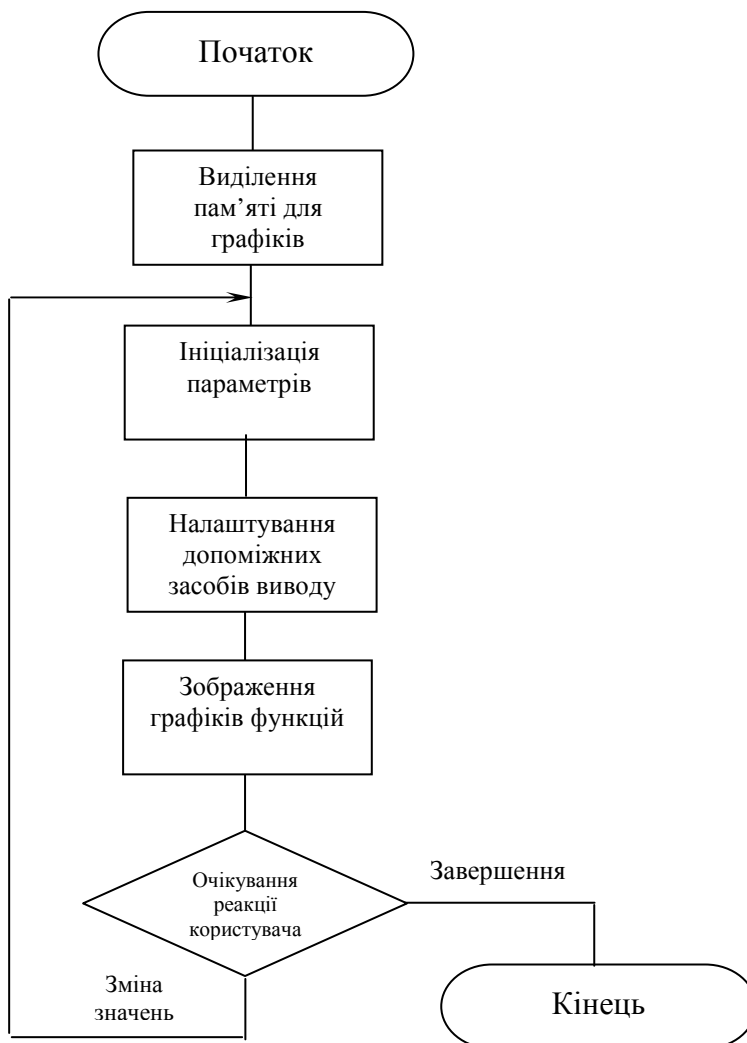 Початок
Виділення
пам’яті для
графіків
Ініціалізація
параметрів
Налаштування
допоміжних
засобів виводу
Зображення
графіків функцій
Очікування
реакції
користувача
Завершення
Зміна
значень
Кінець